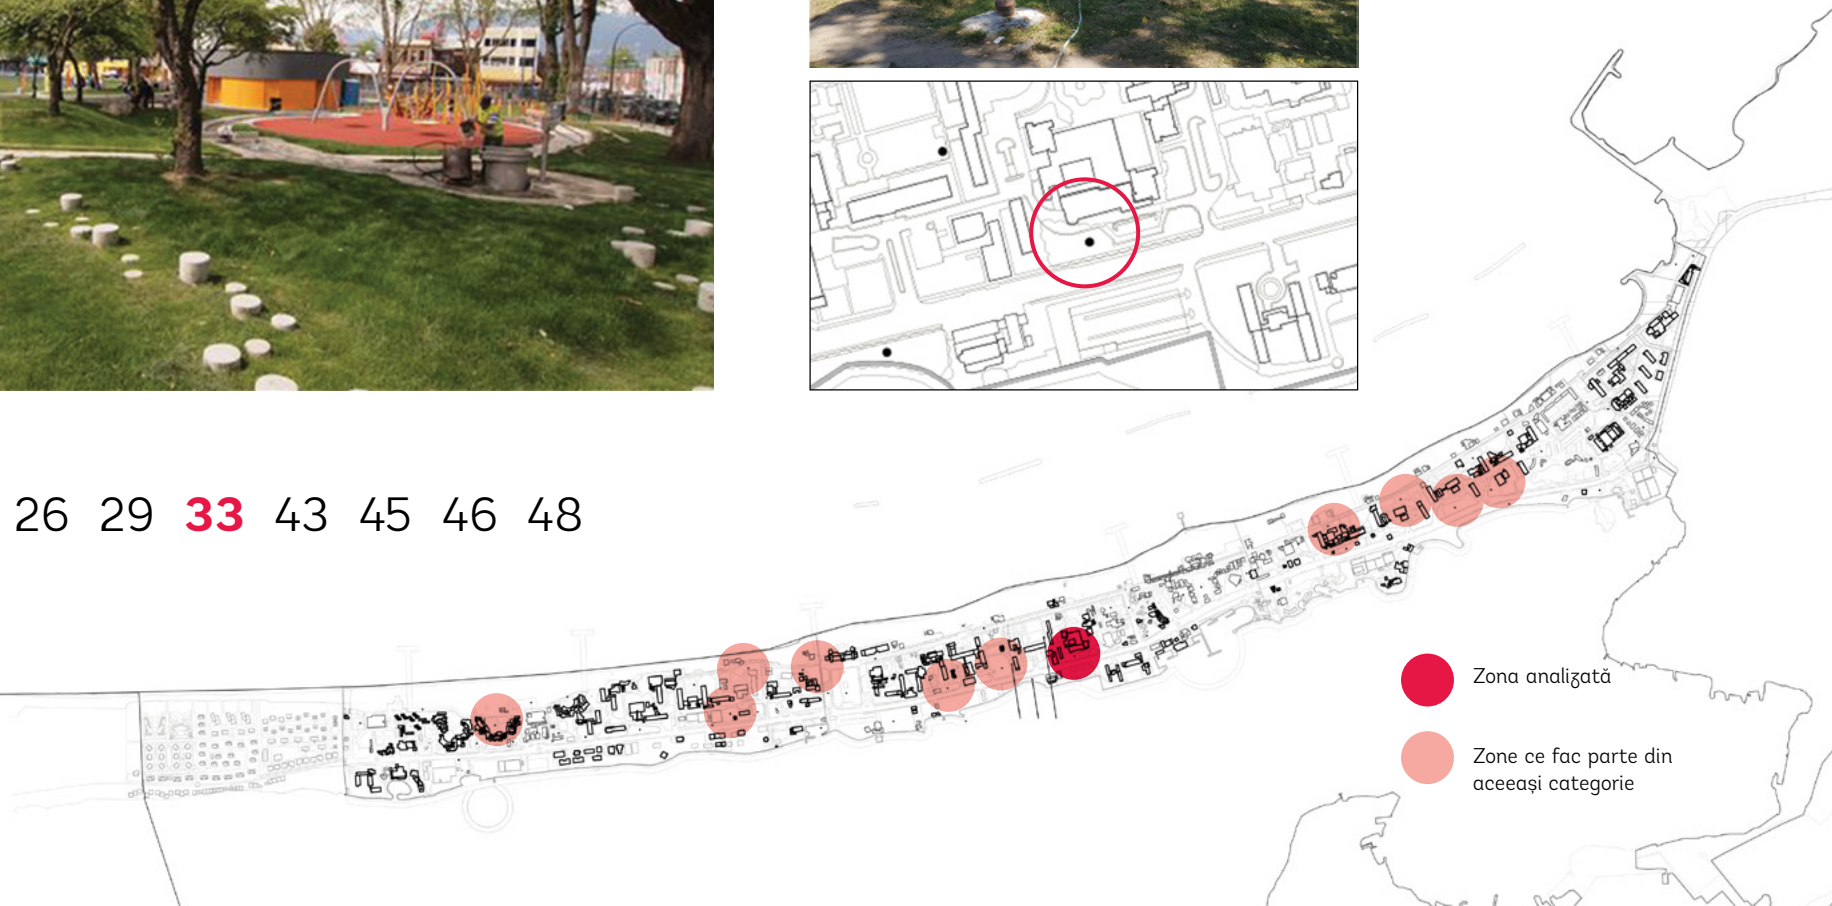 26 29 33 43 45 46 48
Zona analizată
Zone ce fac parte din
aceeași categorie